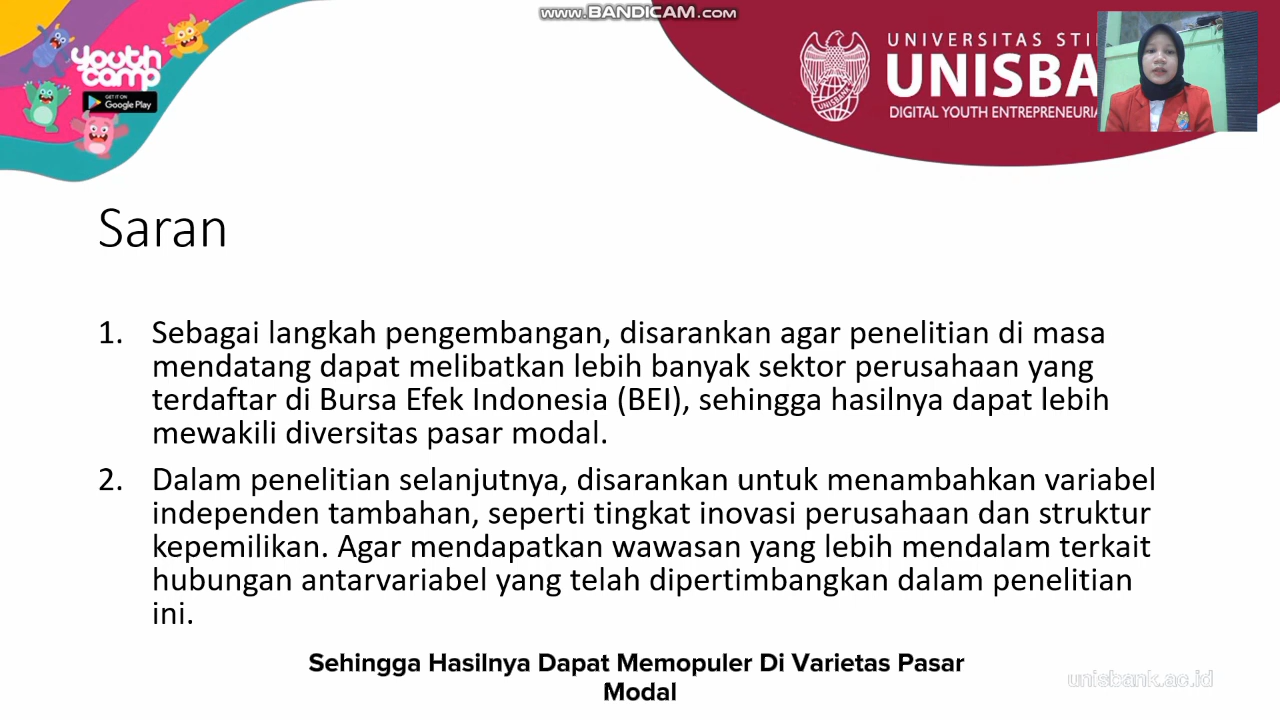 www.BANDICAM.com
youth
camp
GET IT ON
Google Play
UNIVERSITAS
UNISBA
DIGITAL YOUTH
UNISBANK
Saran
1. Sebagai langkah pengembangan, disarankan agar penelitian di masa
mendatang dapat melibatkan lebih banyak sektor perusahaan yang
terdaftar di Bursa Efek Indonesia (BEI), sehingga hasilnya dapat lebih
mewakili diversitas pasar modal.
2. Dalam penelitian selanjutnya, disarankan untuk menambahkan variabel
independen tambahan, seperti tingkat inovasi perusahaan dan struktur
kepemilikan. Agar mendapatkan wawasan yang lebih mendalam terkait
hubungan antarvariabel yang telah dipertimbangkan dalam penelitian
ini.
Sehingga Hasilnya Dapat Memopuler Di Varietas Pasar
Modal
unisbank.ac.id